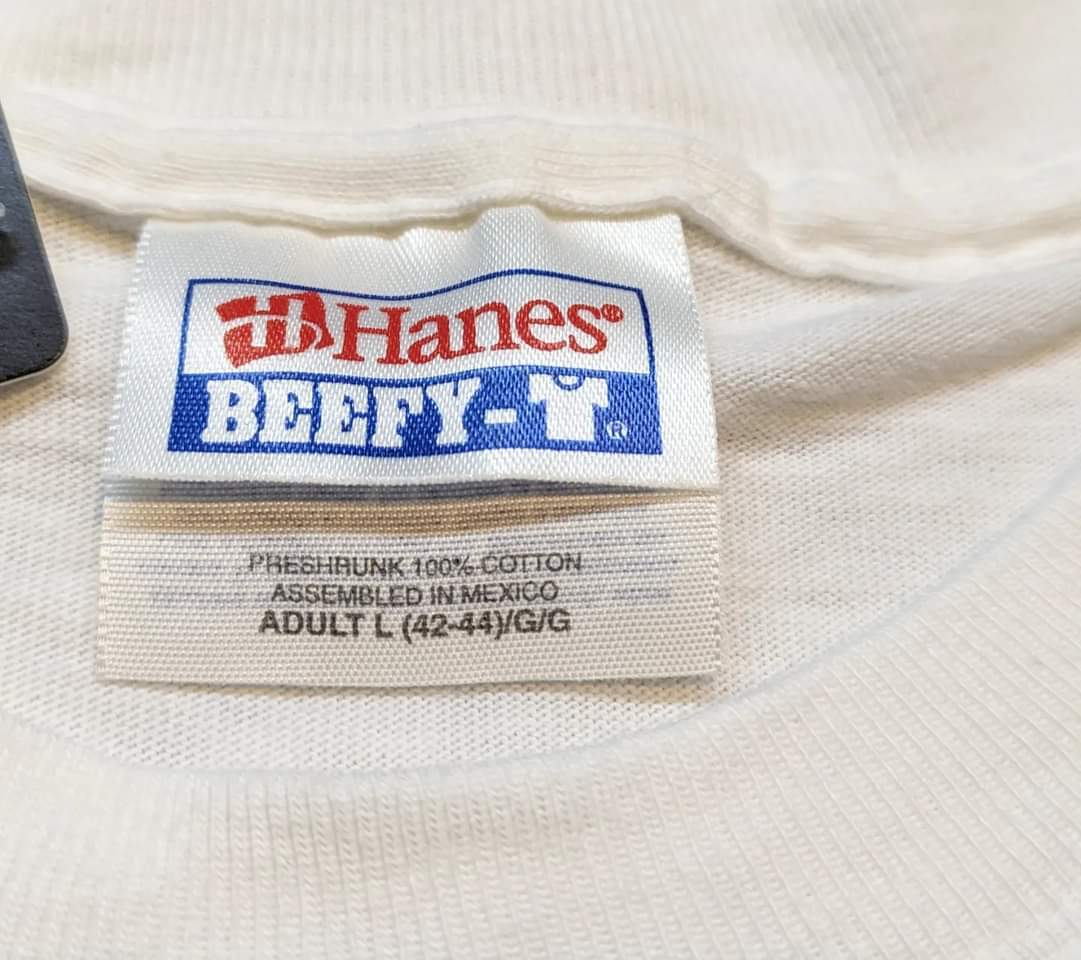 Hanes®
BEEFY-®
PRESHRUNK 100% COTTON
ASSEMBLED IN MEXICO
ADULT L (42-44)/G/G